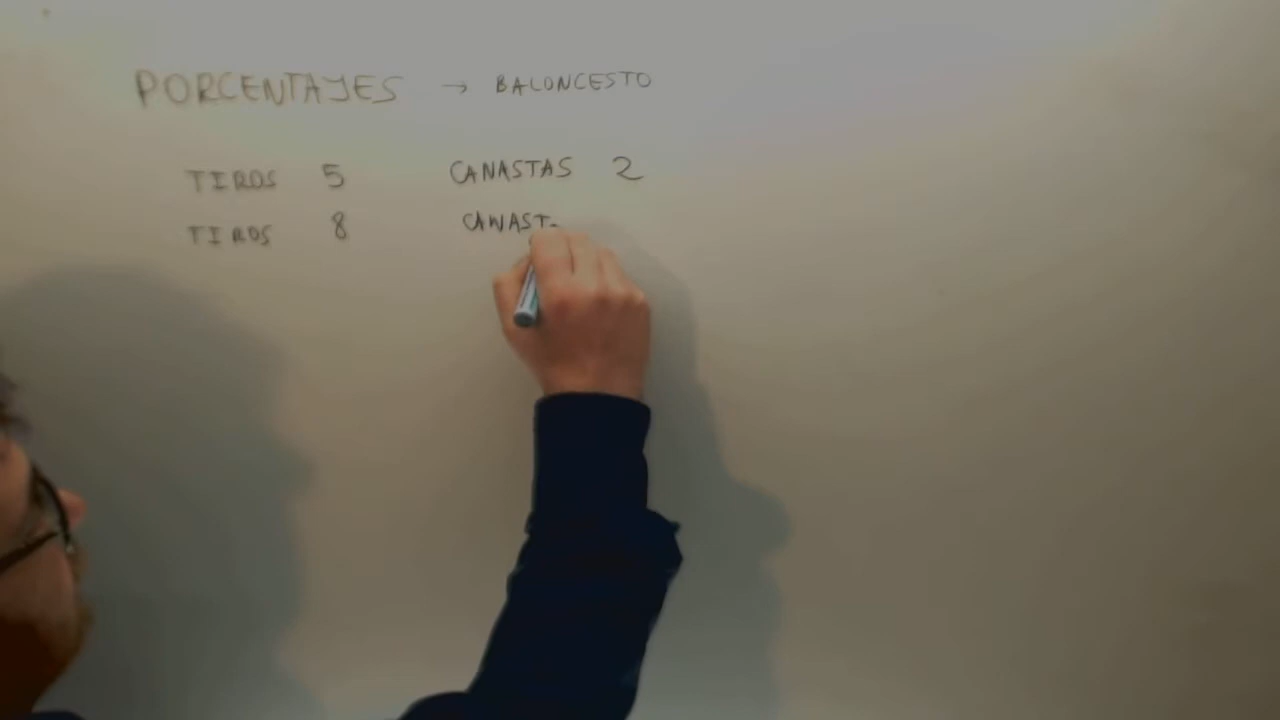 PORCENTAJES → BALONCESTO
TIROS 5 CANASTAS 2
TIROS 8 CANAST